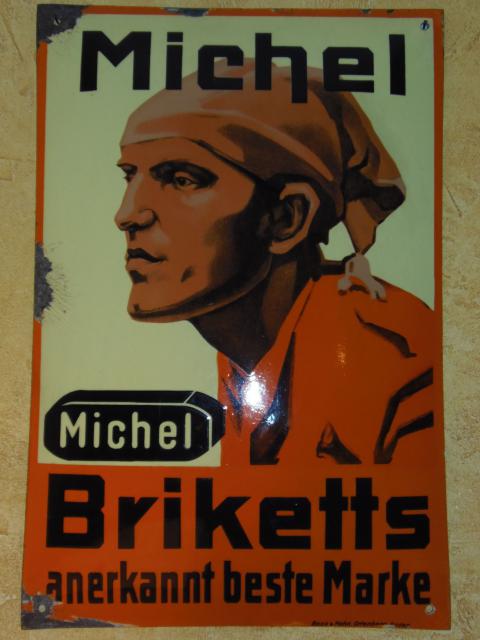 Michel
Michel
Briketts
anerkannt beste Marke